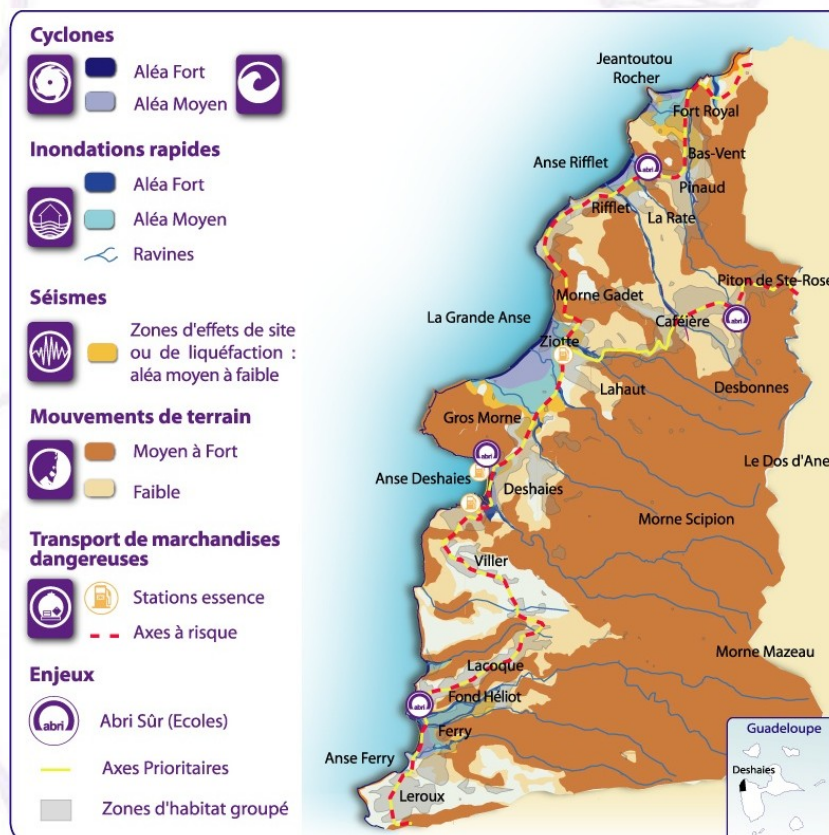 Cyclones
Aléa Fort
Aléa Moyen
Inondations rapides
Aléa Fort
Aléa Moyen
Ravines
Séismes
Zones d'effets de site
ou de liquéfaction :
aléa moyen à faible
Mouvements de terrain
Moyen à Fort
Faible
Transport de marchandises
dangereuses
Stations essence
Axes à risque
Enjeux
abri
Abri Sûr (Ecoles)
Axes Prioritaires
Zones d'habitat groupé
Jeantoutou
Rocher
Fort Royal
Anse Rifflet
abri
Bas-Vent
Pinaud
Rifflet
La Rate
Piton de Ste-Rose
Morne Gadet
La Grande Anse
Caféière
abri
Ziotte
Lahaut
Desbonnes
Gros Morne
abri
Le Dos d'Ane
Anse Deshaies
Deshaies
Morne Scipion
Viller
Morne Mazeau
Lacoque
Fond Héliot
abri
Ferry
Anse Ferry
Leroux
Guadeloupe
Deshaies